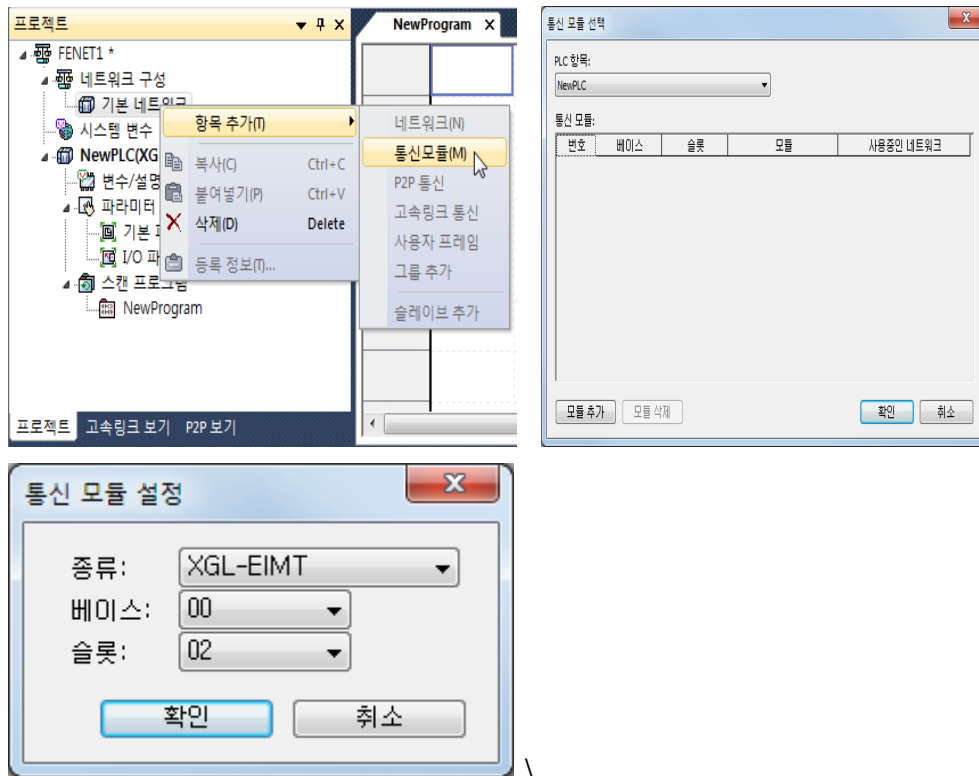 프로젝트
FENET1 *
네트워크 구성
기본 네트워크
시스템 변수
NewPLC(XG
변수/설명
파라미터
기본
I/O 파
스캔 프로그램
NewProgram
프로젝트 고속링크 보기 P2P 보기
항목 추가(T)
복사(C) Ctrl+C
붙여넣기(P) Ctrl+V
삭제(D) Delete
등록 정보(T)...
NewProgram X
네트워크(N)
통신모듈(M)
P2P 통신
고속링크 통신
사용자 프레임
그룹 추가
슬레이브 추가
통신 모듈 선택
PLC 항목:
NewPLC
통신 모듈:
번호 베이스 슬롯 모듈 사용중인 네트워크
모듈 추가 모듈 삭제 확인 취소
통신 모듈 설정
종류: XGL-EIMT
베이스: 00
슬롯: 02
확인 취소
\